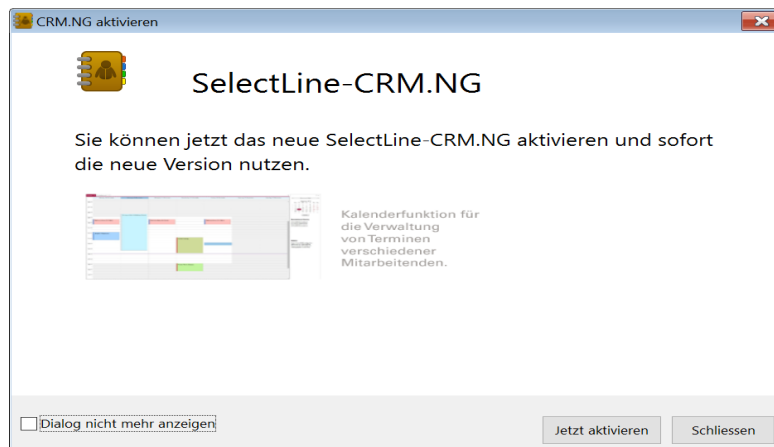 CRM.NG aktivieren
SelectLine-CRM.NG
Sie können jetzt das neue SelectLine-CRM.NG aktivieren und sofort
die neue Version nutzen.
Kalenderfunktion für
die Verwaltung
von Terminen
verschiedener
Mitarbeitenden.
Dialog nicht mehr anzeigen
Jetzt aktivieren
Schliessen